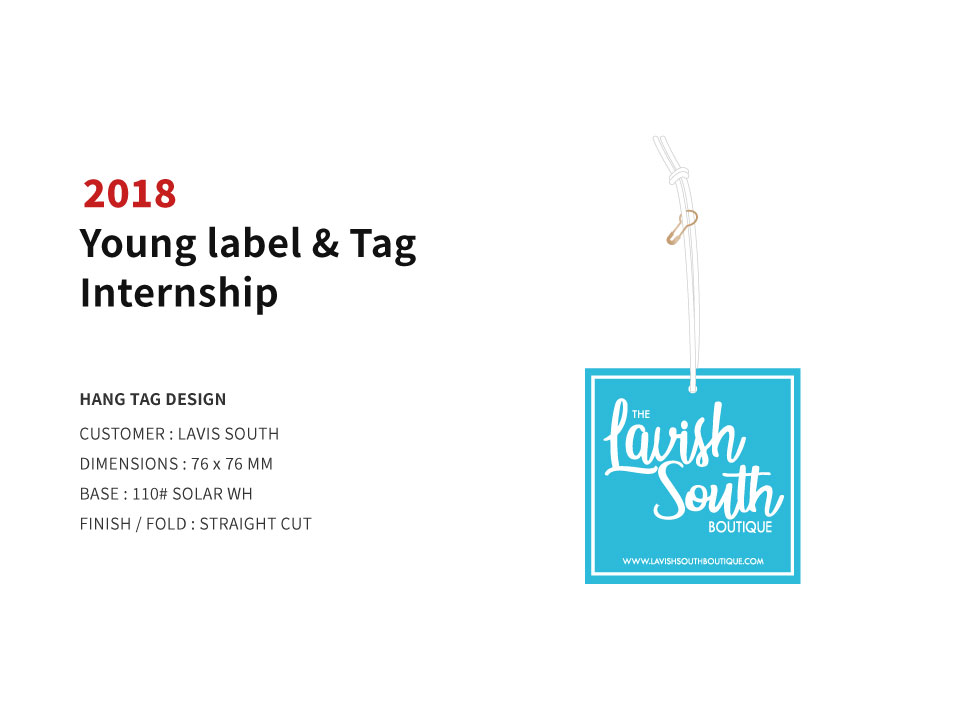 2018
Young label & Tag
Internship
HANG TAG DESIGN
CUSTOMER : LAVIS SOUTH
DIMENSIONS : 76 x 76 MM
BASE : 110# SOLAR WH
FINISH / FOLD : STRAIGHT CUT
THE
Lavish
South
BOUTIQUE
WWW.LAVISHSOUTHBOUTIQUE.COM